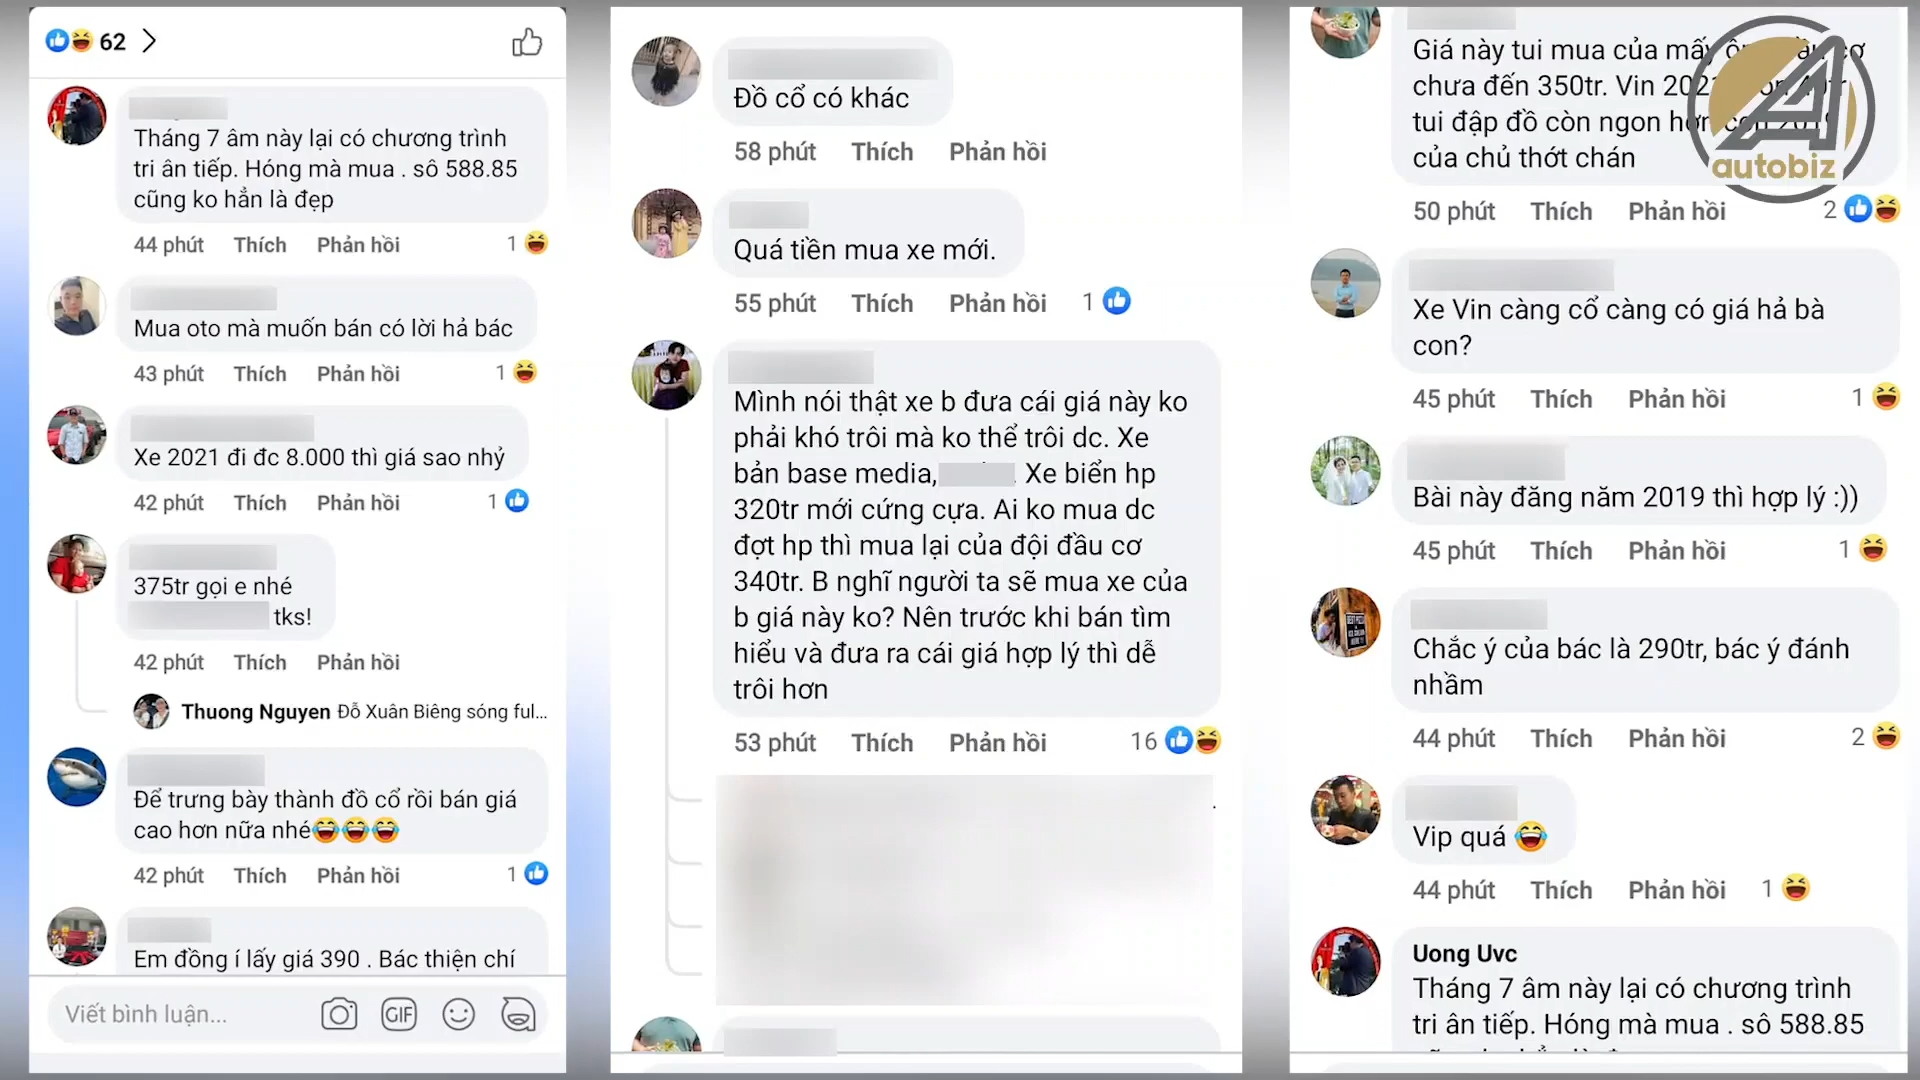 62
Tháng 7 âm này lại có chương trình
tri ân tiếp. Hóng mà mua . sô 588.85
cũng ko hẳn là đẹp
44 phút Thích Phản hồi 1
Mua oto mà muốn bán có lời hả bác
43 phút Thích Phản hồi 1
Xe 2021 đi đc 8.000 thì giá sao nhỷ
42 phút Thích Phản hồi 1
375tr gọi e nhé
tks!
42 phút Thích Phản hồi
Thuong Nguyen Đỗ Xuân Biêng sóng ful...
Để trưng bày thành đồ cổ rồi bán giá
cao hơn nữa nhé😂😂😂
42 phút Thích Phản hồi 1
Em đồng í lấy giá 390 . Bác thiện chí
Viết bình luận...
GIF
Đồ cổ có khác
58 phút Thích Phản hồi
Quá tiền mua xe mới.
55 phút Thích Phản hồi 1
Mình nói thật xe b đưa cái giá này ko
phải khó trôi mà ko thể trôi dc. Xe
bản base media, . Xe biển hp
320tr mới cứng cựa. Ai ko mua dc
đợt hp thì mua lại của đội đầu cơ
340tr. B nghĩ người ta sẽ mua xe của
b giá này ko? Nên trước khi bán tìm
hiểu và đưa ra cái giá hợp lý thì dễ
trôi hơn
53 phút Thích Phản hồi 16
Giá này tui mua của mấy cơ
chưa đến 350tr. Vin
tui đập đồ còn ngon hơn con 2019
của chủ thớt chán
autobiz
50 phút Thích Phản hồi 2
Xe Vin càng cổ càng có giá hả bà
con?
45 phút Thích Phản hồi 1
Bài này đăng năm 2019 thì hợp lý :))
45 phút Thích Phản hồi 1
Chắc ý của bác là 290tr, bác ý đánh
nhầm
44 phút Thích Phản hồi 2
Vip quá 😂
44 phút Thích Phản hồi 1
Uong Uvc
Tháng 7 âm này lại có chương trình
tri ân tiếp. Hóng mà mua . sô 588.85